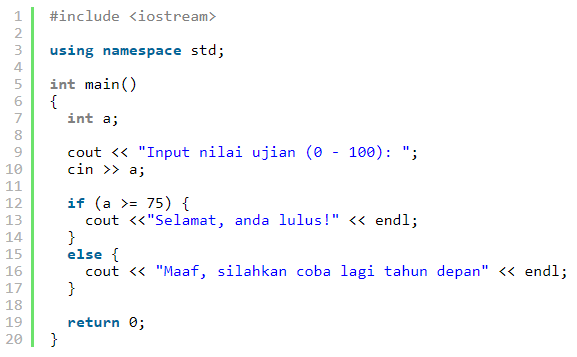 1 #include <iostream>
2
3 using namespace std;
4
5 int main()
6 {
7   int a;
8
9   cout << "Input nilai ujian (0 - 100): ";
10   cin >> a;
11
12   if (a >= 75) {
13     cout <<"Selamat, anda lulus!" << endl;
14   }
15   else {
16     cout << "Maaf, silahkan coba lagi tahun depan" << endl;
17   }
18
19   return 0;
20 }